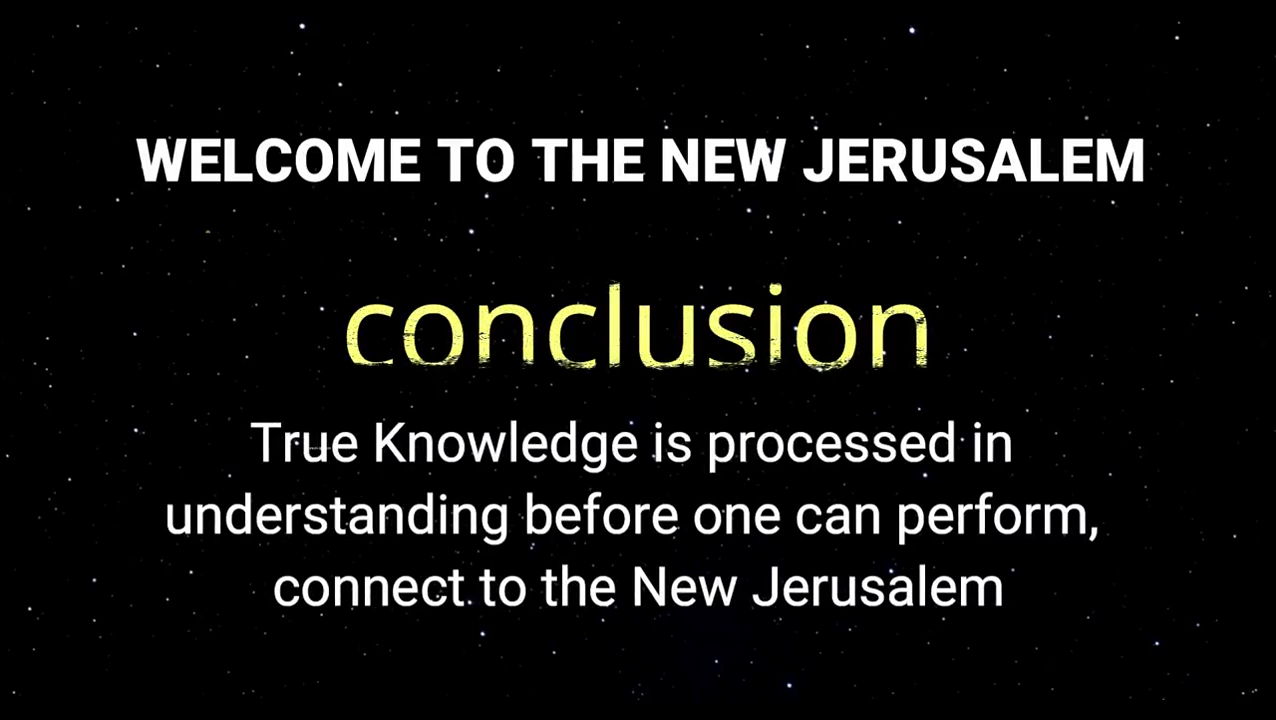 WELCOME TO THE NEW JERUSALEM
conclusion
True Knowledge is processed in
understanding before one can perform,
connect to the New Jerusalem